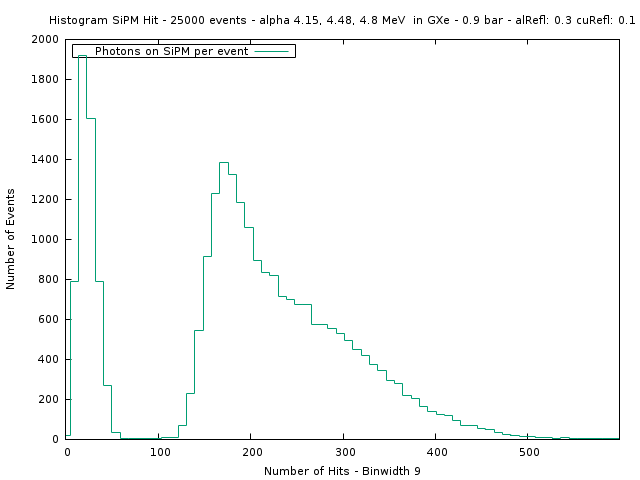 Histogram SiPM Hit - 25000 events - alpha 4.15, 4.48, 4.8 MeV  in GXe - 0.9 bar - alRefl: 0.3 cuRefl: 0.1
Photons on SiPM per event
2000
1800
1600
1400
1200
1000
800
600
400
200
0
Number of Events
0 100 200 300 400 500
Number of Hits - Binwidth 9